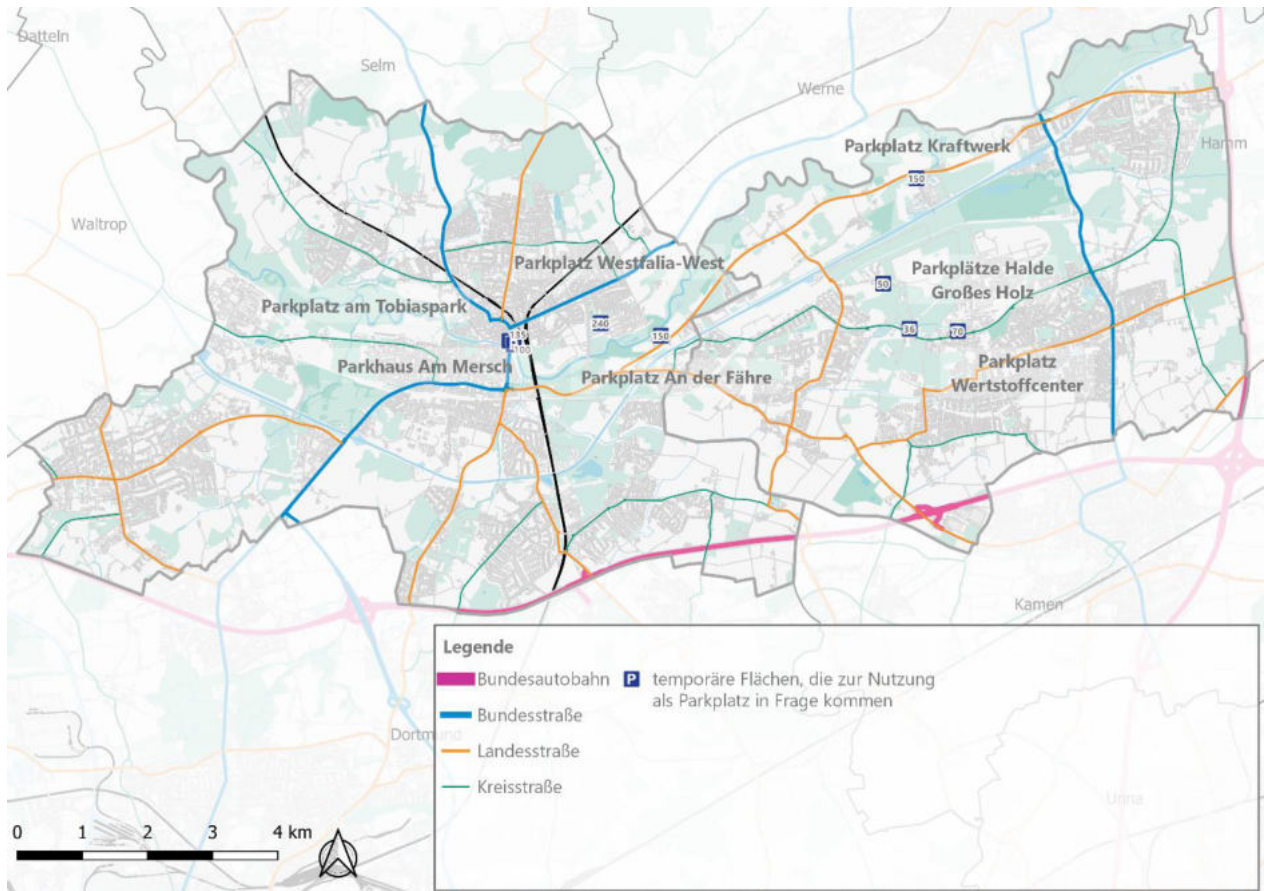 Datteln
Selm
Werne
Hamm
Waltrop
Parkplatz Kraftwerk
150
Parkplatz Westfalia-West
Parkplätze Halde
Großes Holz
50
Parkplatz am Tobiaspark
135
100
240
150
36
70
Parkhaus Am Mersch
Parkplatz An der Fähre
Parkplatz
Wertstoffcenter
Kamen
Dortmund
Unna
Legende
Bundesautobahn
P temporäre Flächen, die zur Nutzung
als Parkplatz in Frage kommen
Bundesstraße
Landesstraße
Kreisstraße
0 1 2 3 4 km